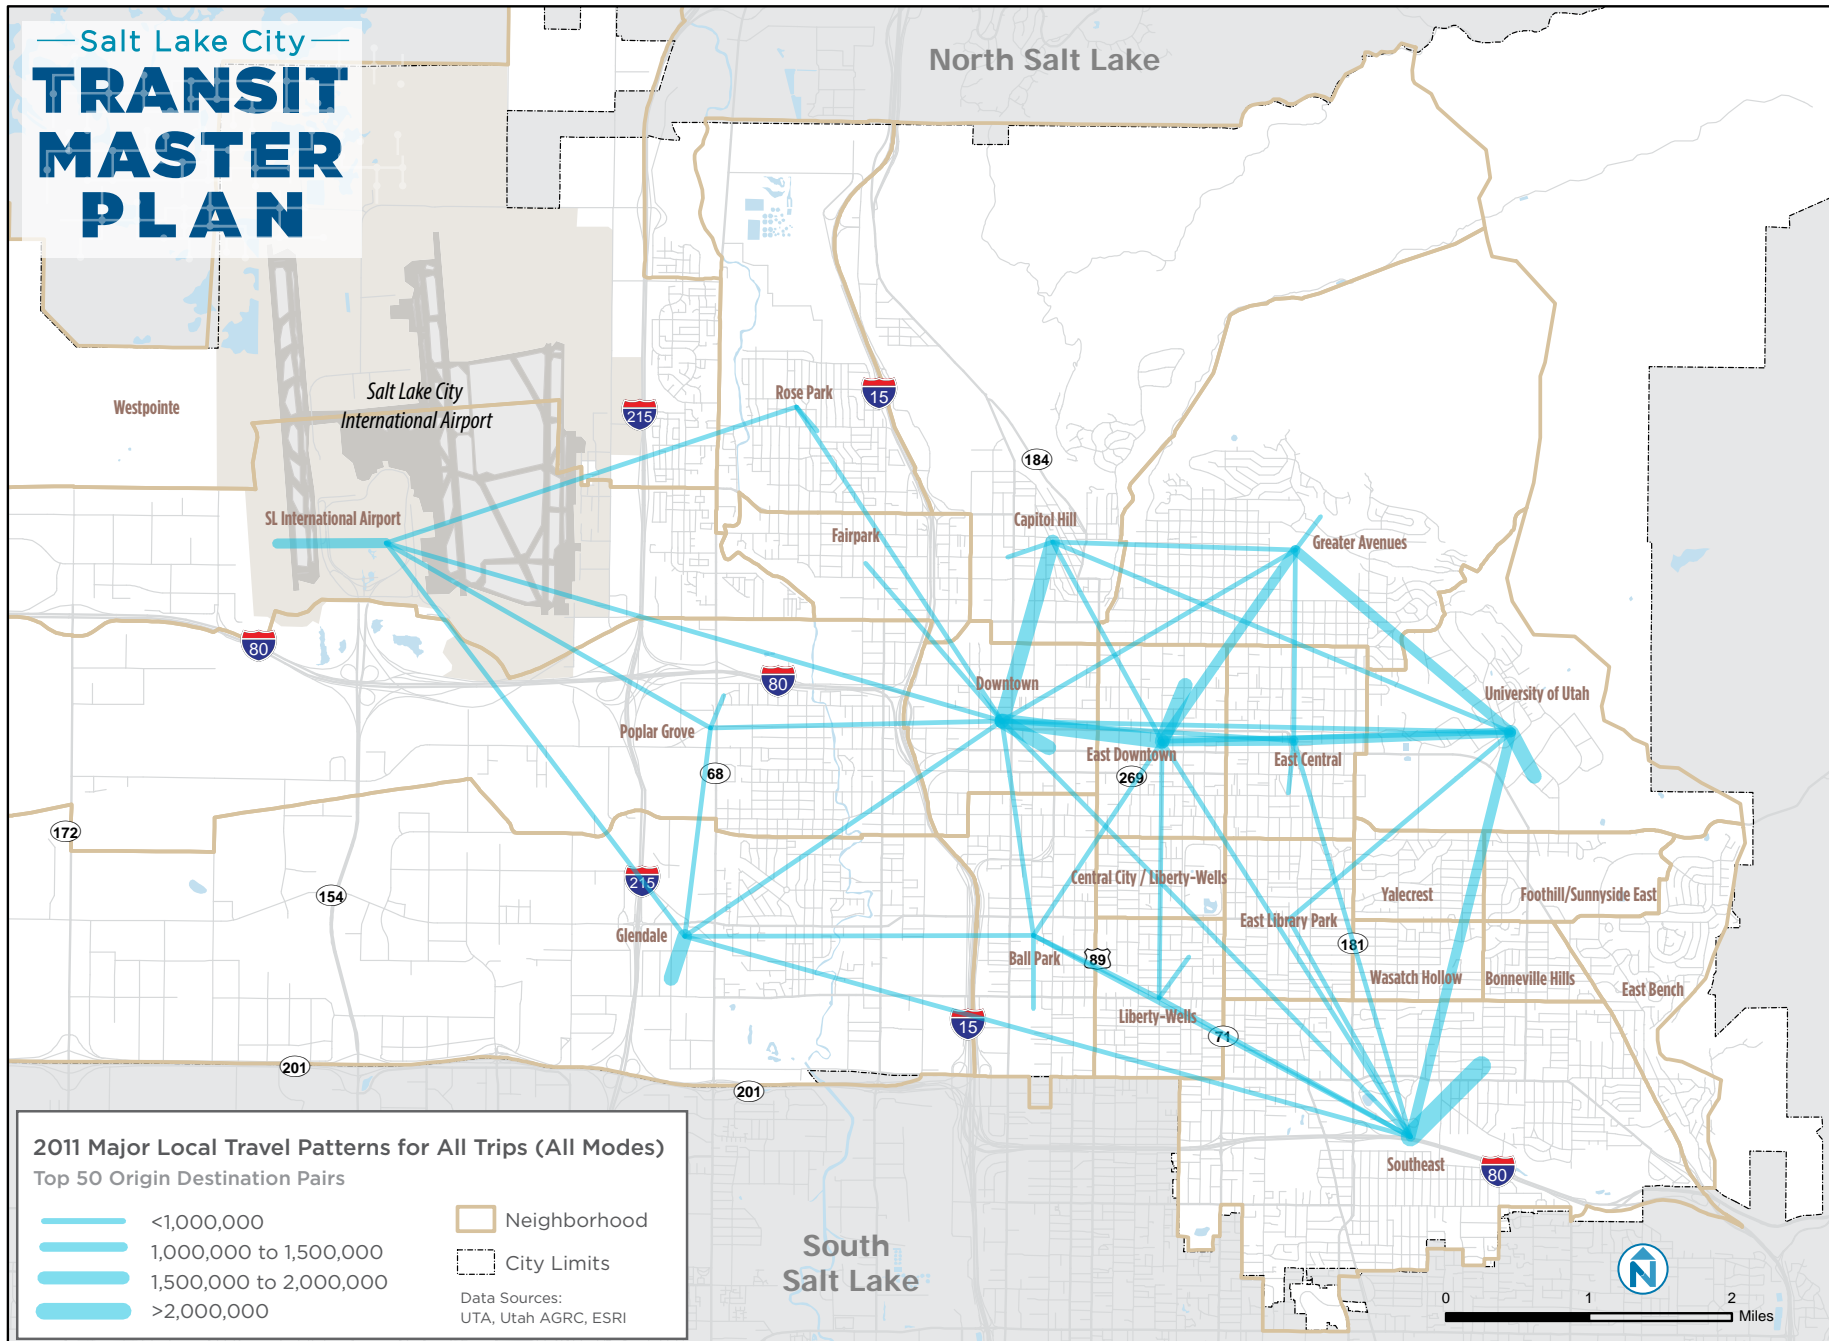 Salt Lake City
TRANSIT
MASTER
PLAN
North Salt Lake
Westpointe
Salt Lake City
International Airport
215
Rose Park
15
184
SL International Airport
Fairpark
Capitol Hill
Greater Avenues
80
80
Downtown
University of Utah
Poplar Grove
68
East Downtown
269
East Central
172
154
215
Central City / Liberty-Wells
Yalecrest
Foothill/Sunnyside East
East Library Park
Glendale
Ball Park
89
181
Wasatch Hollow
Bonneville Hills
East Bench
15
Liberty-Wells
71
201
201
Southeast
80
South
Salt Lake
2011 Major Local Travel Patterns for All Trips (All Modes)
Top 50 Origin Destination Pairs
<1,000,000
1,000,000 to 1,500,000
1,500,000 to 2,000,000
>2,000,000
Neighborhood
City Limits
Data Sources:
UTA, Utah AGRC, ESRI
N
0 1 2
Miles